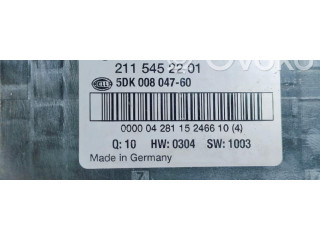 211 545 22 01
HELLA 5DK 008 047-60
0000 04 281 15 2466 10 (4)
Q: 10 HW: 0304 SW: 1003
Made in Germany